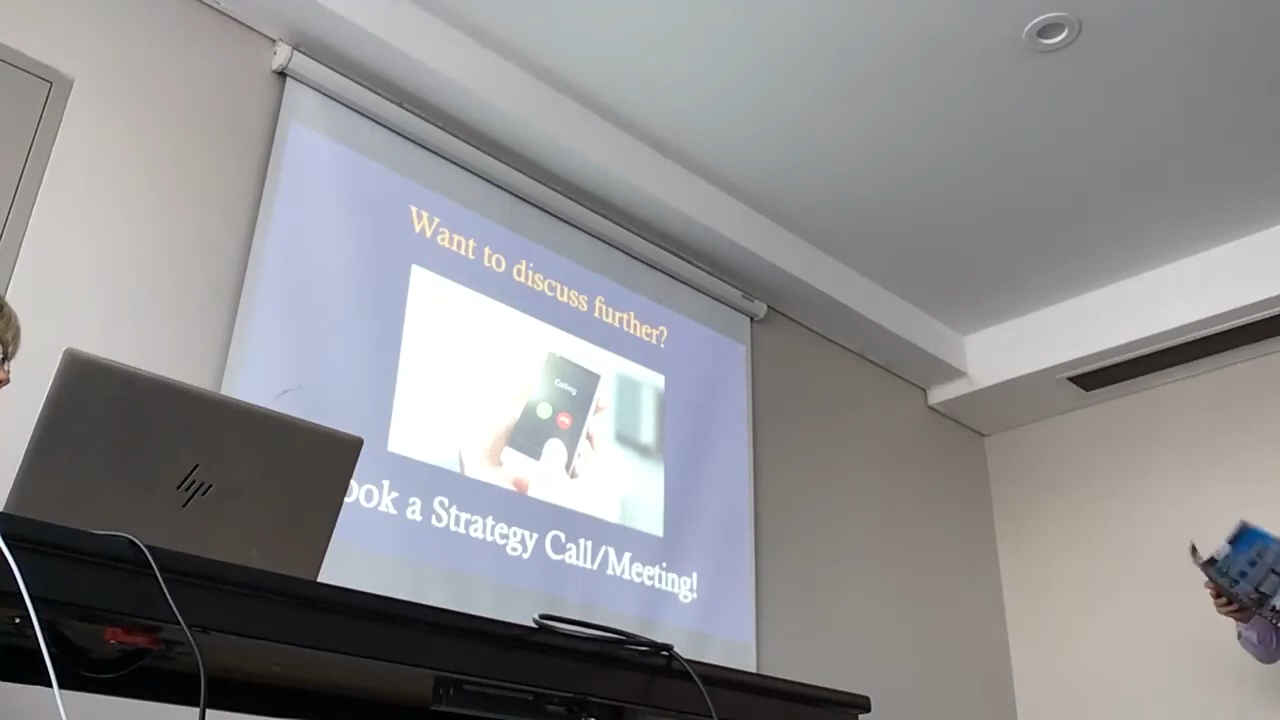 Want to discuss further?
Calling
ook a Strategy Call/Meeting!
hp